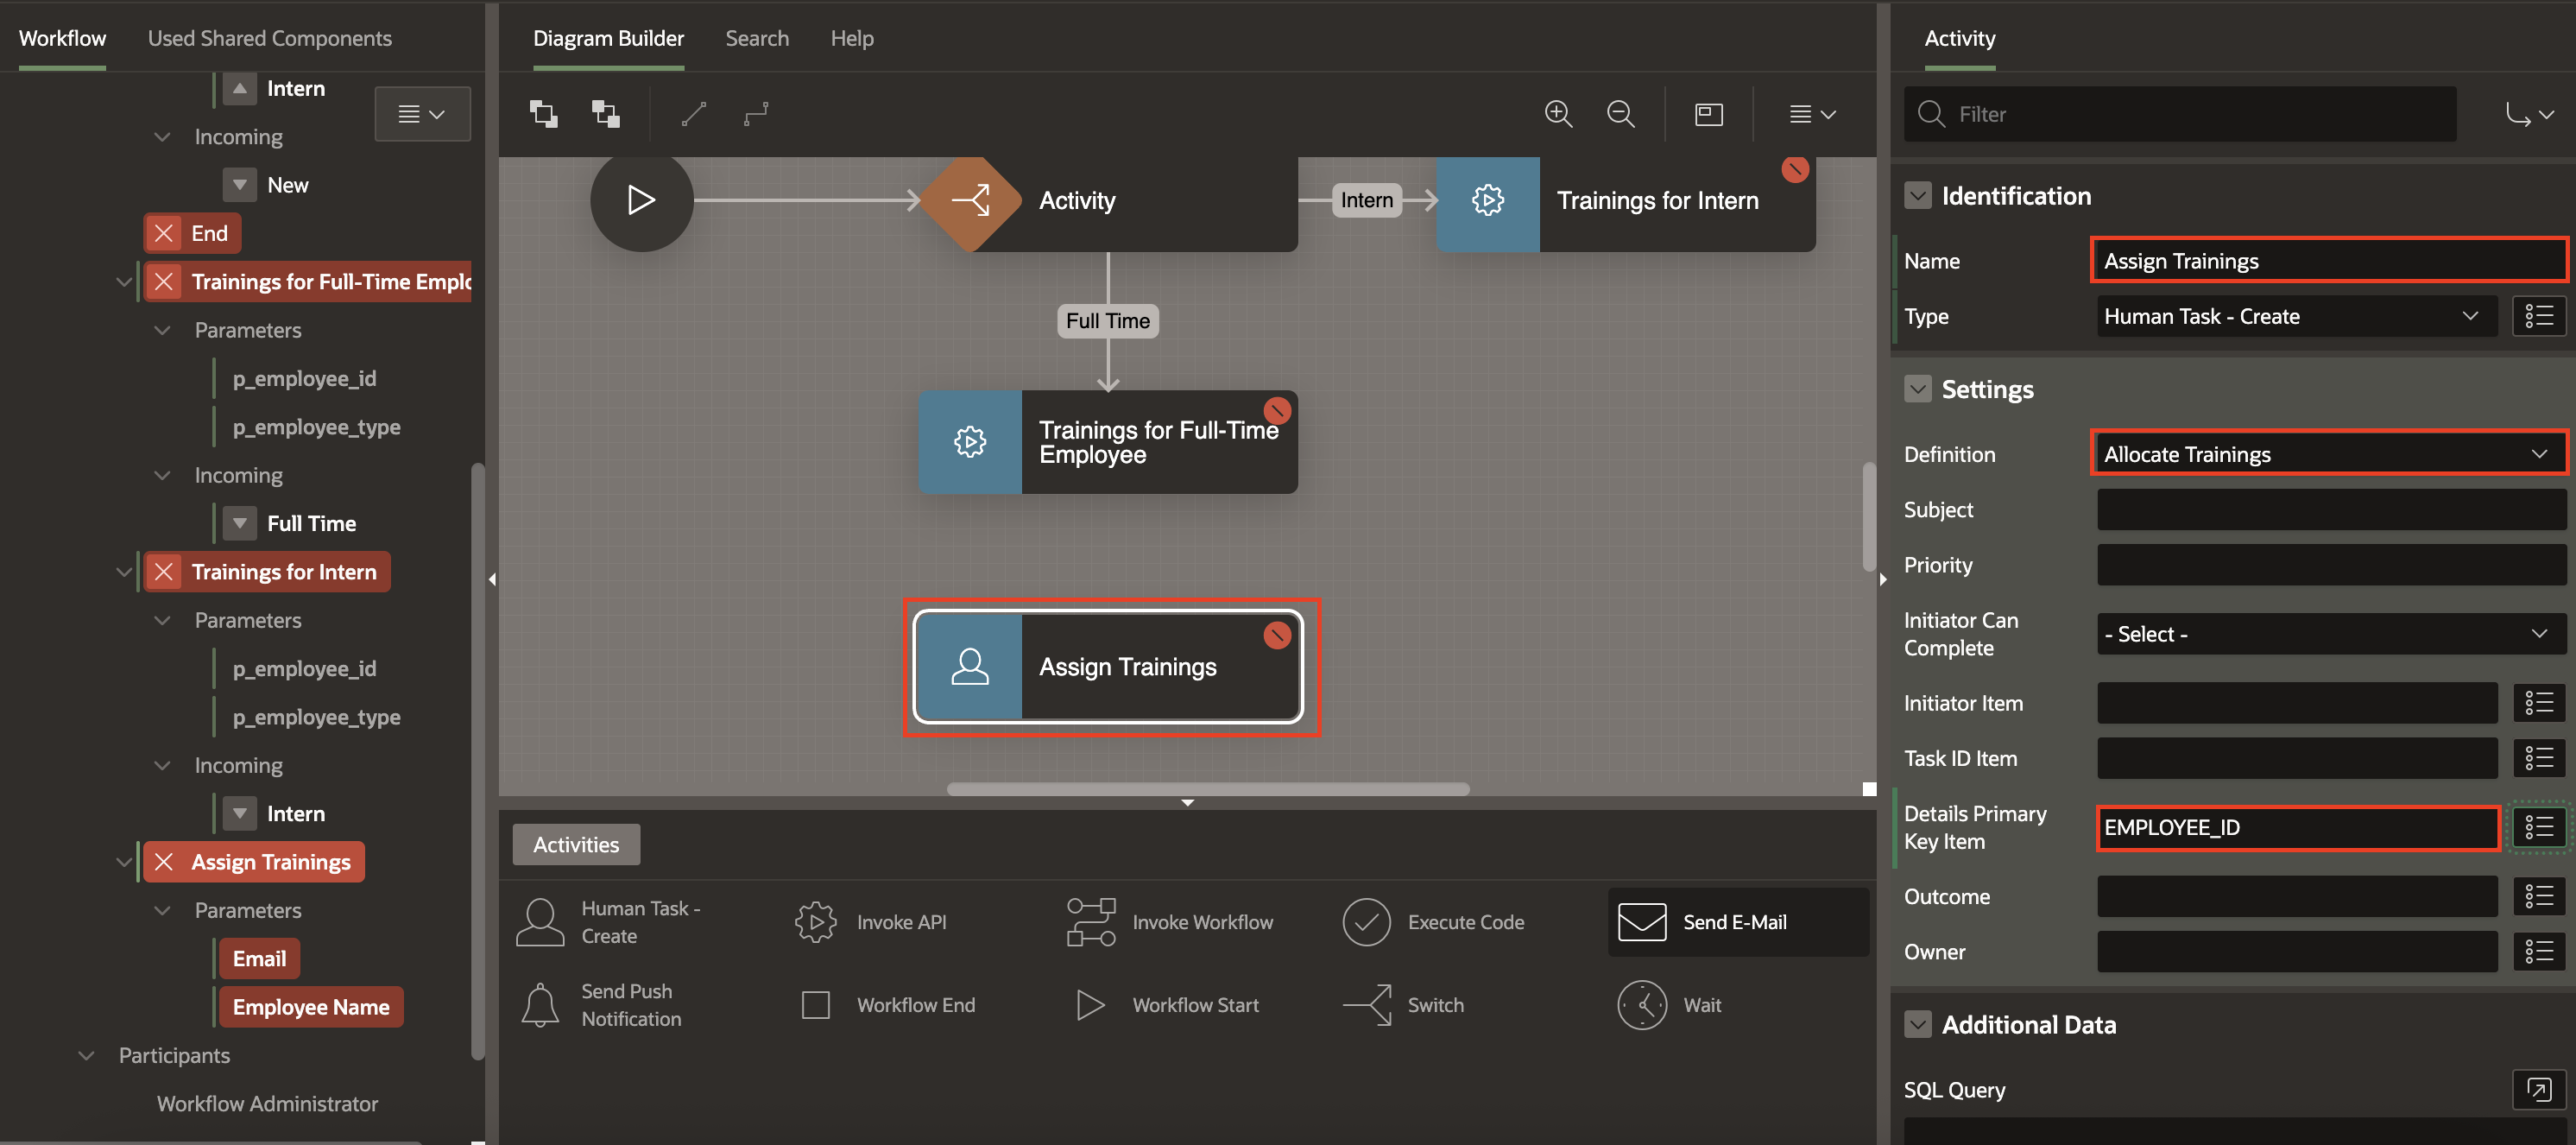 Workflow
Used Shared Components
Intern
Incoming
New
End
Trainings for Full-Time Emplo
Parameters
p_employee_id
p_employee_type
Incoming
Full Time
Trainings for Intern
Parameters
p_employee_id
p_employee_type
Incoming
Intern
Assign Trainings
Parameters
Email
Employee Name
Participants
Workflow Administrator
Diagram Builder
Search
Help
Activity
Intern
Trainings for Intern
Full Time
Trainings for Full-Time
Employee
Assign Trainings
Activities
Human Task -
Create
Invoke API
Invoke Workflow
Execute Code
Send E-Mail
Send Push
Notification
Workflow End
Workflow Start
Switch
Wait
Activity
Filter
Identification
Name
Assign Trainings
Type
Human Task - Create
Settings
Definition
Allocate Trainings
Subject
Priority
Initiator Can
Complete
- Select -
Initiator Item
Task ID Item
Details Primary
Key Item
EMPLOYEE_ID
Outcome
Owner
Additional Data
SQL Query